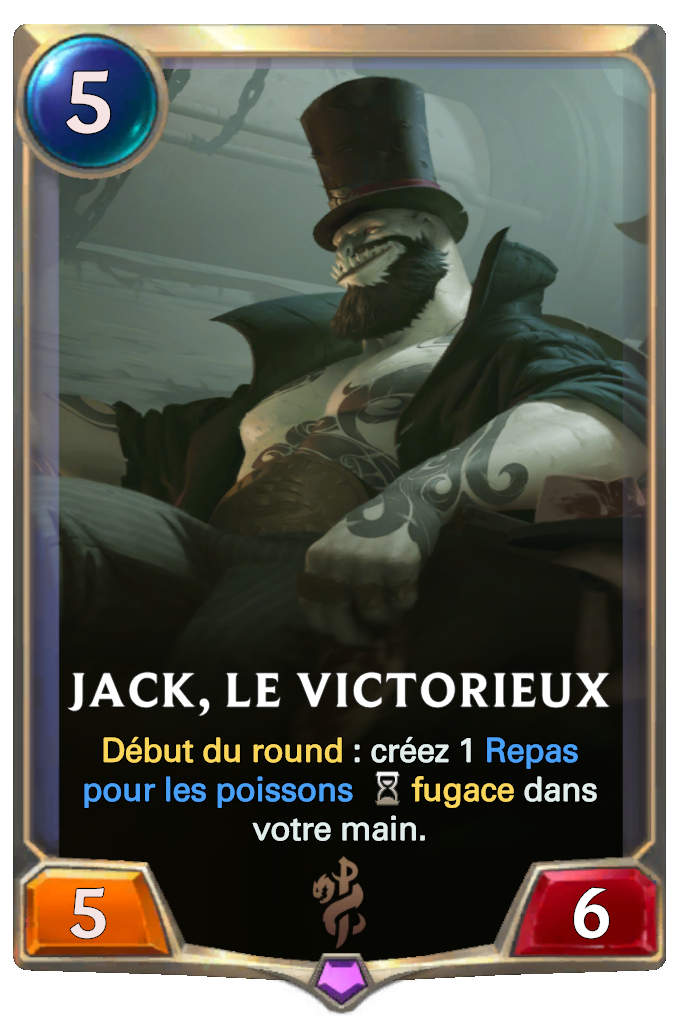 5
JACK, LE VICTORIEUX
Début du round : créez 1 Repas
pour les poissons fugace dans
votre main.
5
6